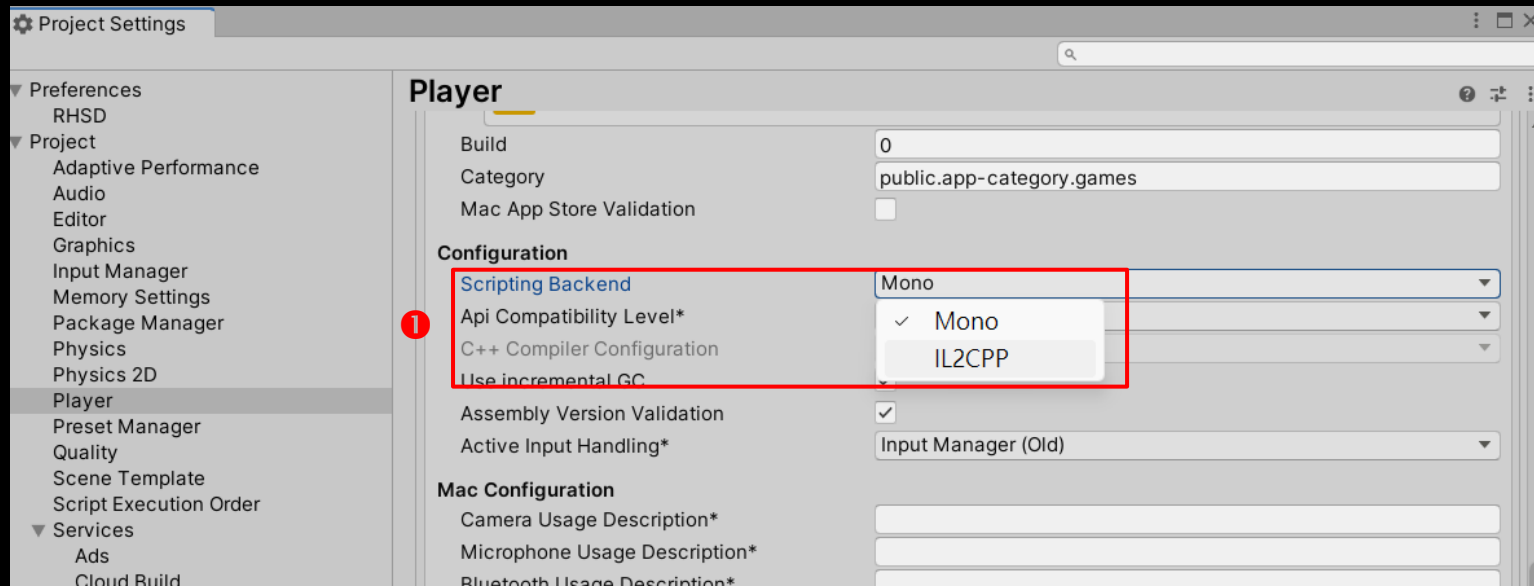 Project Settings
Preferences
RHSD
Project
Adaptive Performance
Audio
Editor
Graphics
Input Manager
Memory Settings
Package Manager
Physics
Physics 2D
Player
Preset Manager
Quality
Scene Template
Script Execution Order
Services
Ads
Cloud Build
Player
Build 0
Category public.app-category.games
Mac App Store Validation
Configuration
1
Scripting Backend Mono
Api Compatibility Level*
Mono
C++ Compiler Configuration
IL2CPP
Use incremental GC
Assembly Version Validation
Active Input Handling* Input Manager (Old)
Mac Configuration
Camera Usage Description*
Microphone Usage Description*
Bluetooth Usage Description*